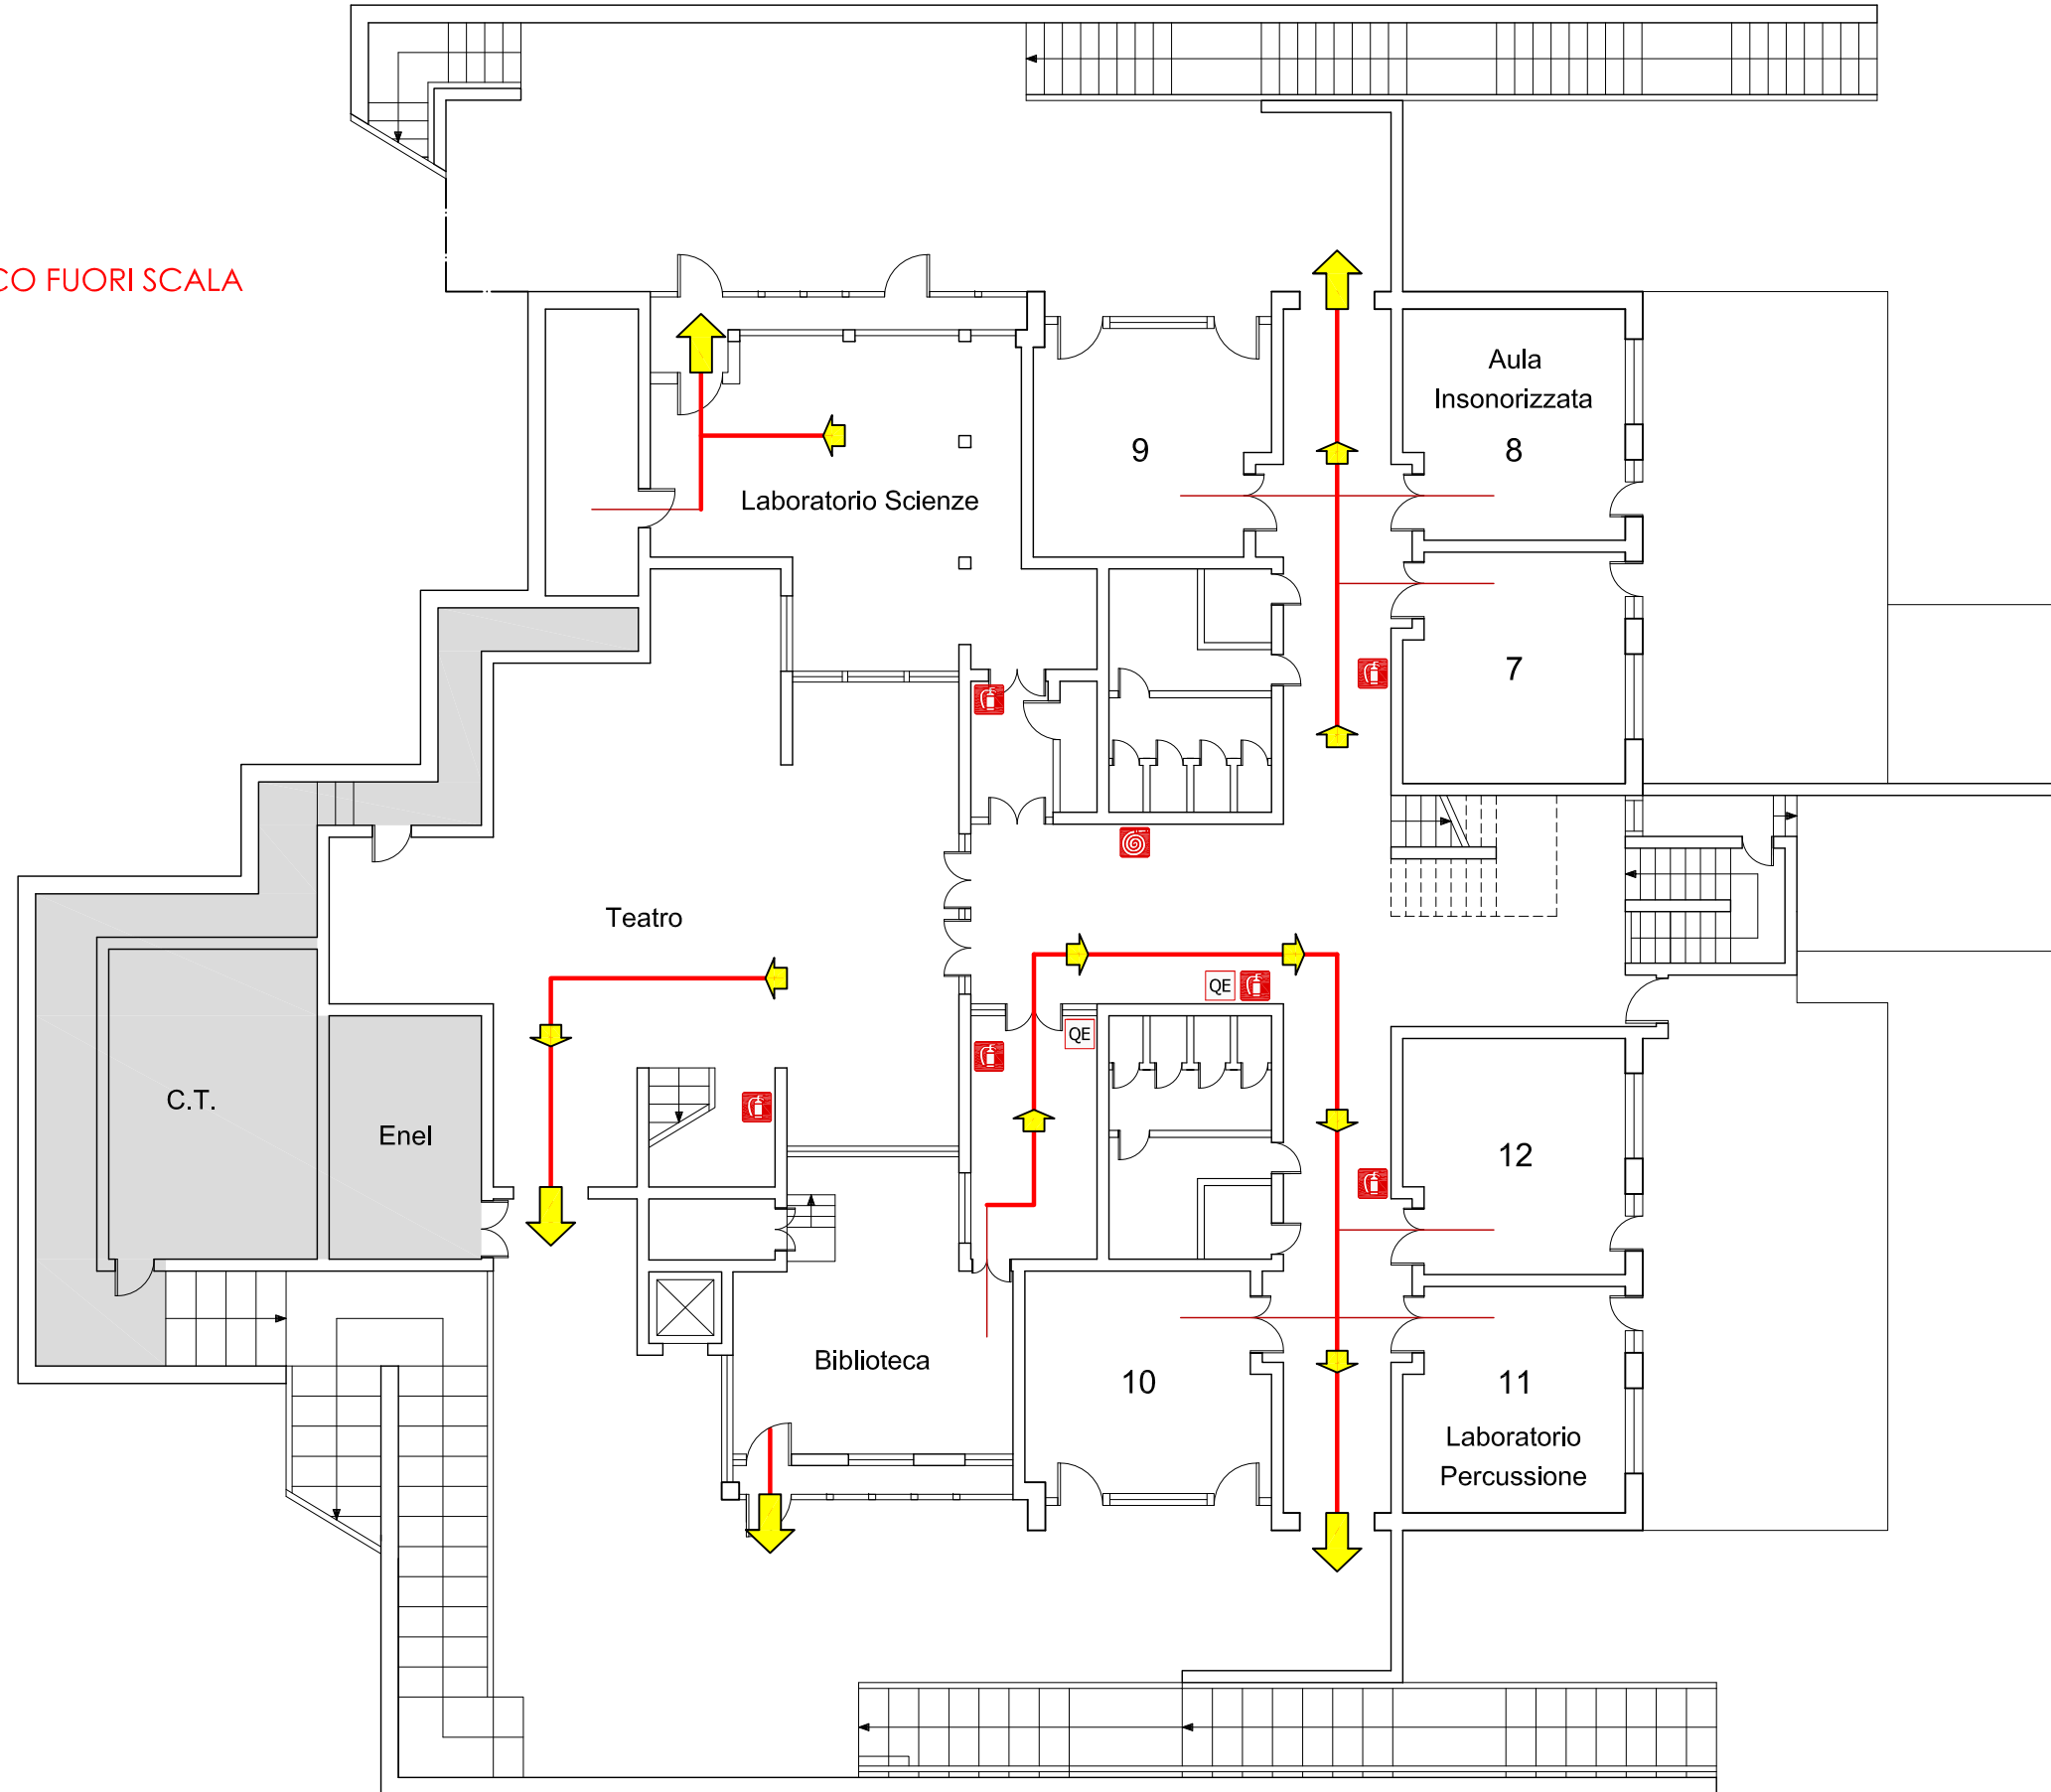 CO FUORI SCALA
Aula
Insonorizzata
8
9
Laboratorio Scienze
7
Teatro
QE
QE
C.T.
Enel
12
Biblioteca
10
11
Laboratorio
Percussione